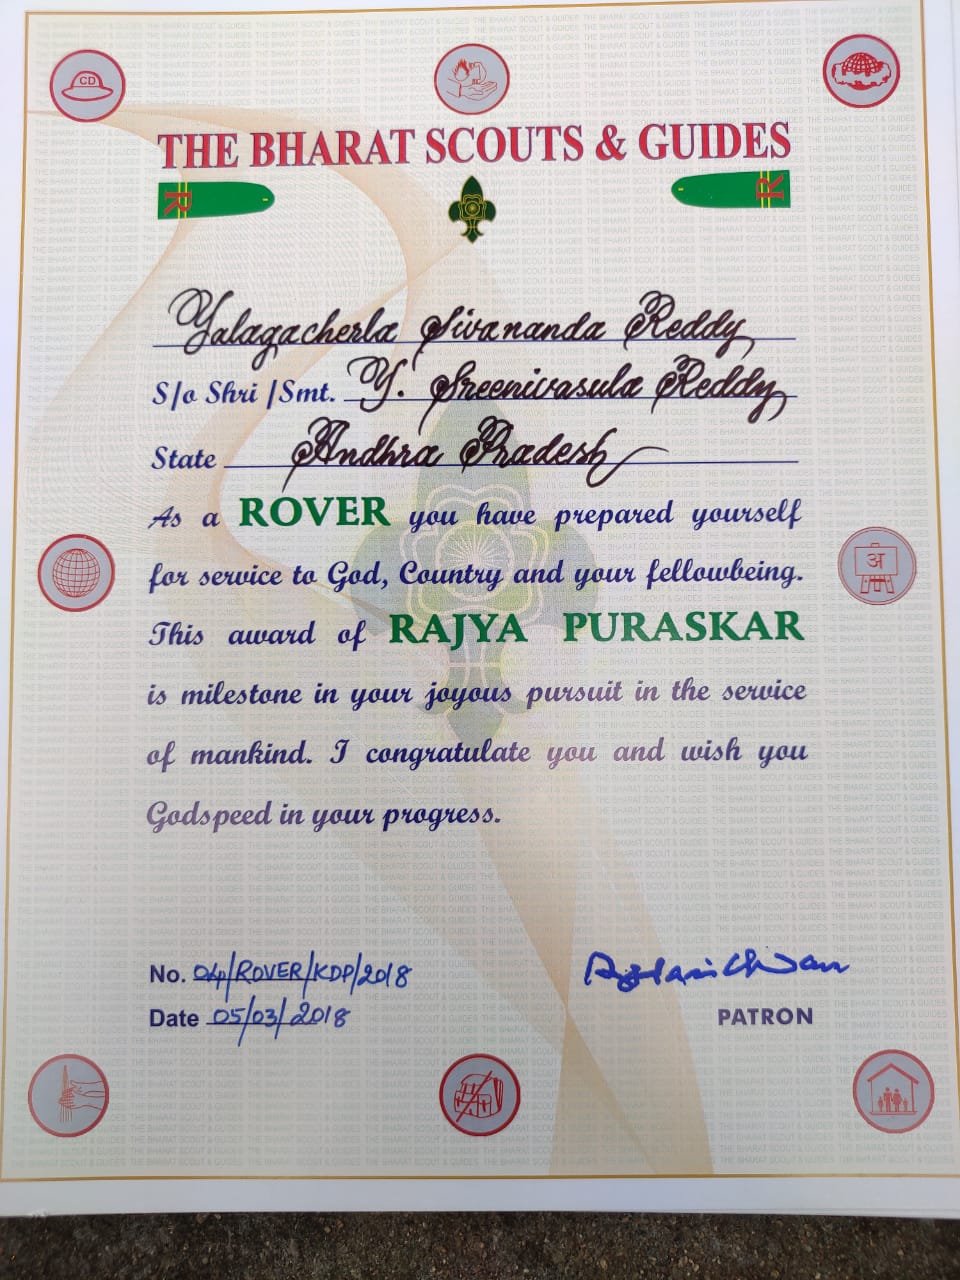 CD
THE BHARAT SCOUTS & GUIDES
R R
Yalagacherla Sivananda Reddy
S/o Shri /Smt. Y. Sreenivasula Reddy
State Andhra Pradesh
As a ROVER you have prepared yourself
for service to God, Country and your fellowbeing.
This award of RAJYA PURASKAR
is milestone in your joyous pursuit in the service
of mankind. I congratulate you and wish you
Godspeed in your progress.
अ
No. 04/ROVER/KDP/2018
Date 05/03/2018
PATRON